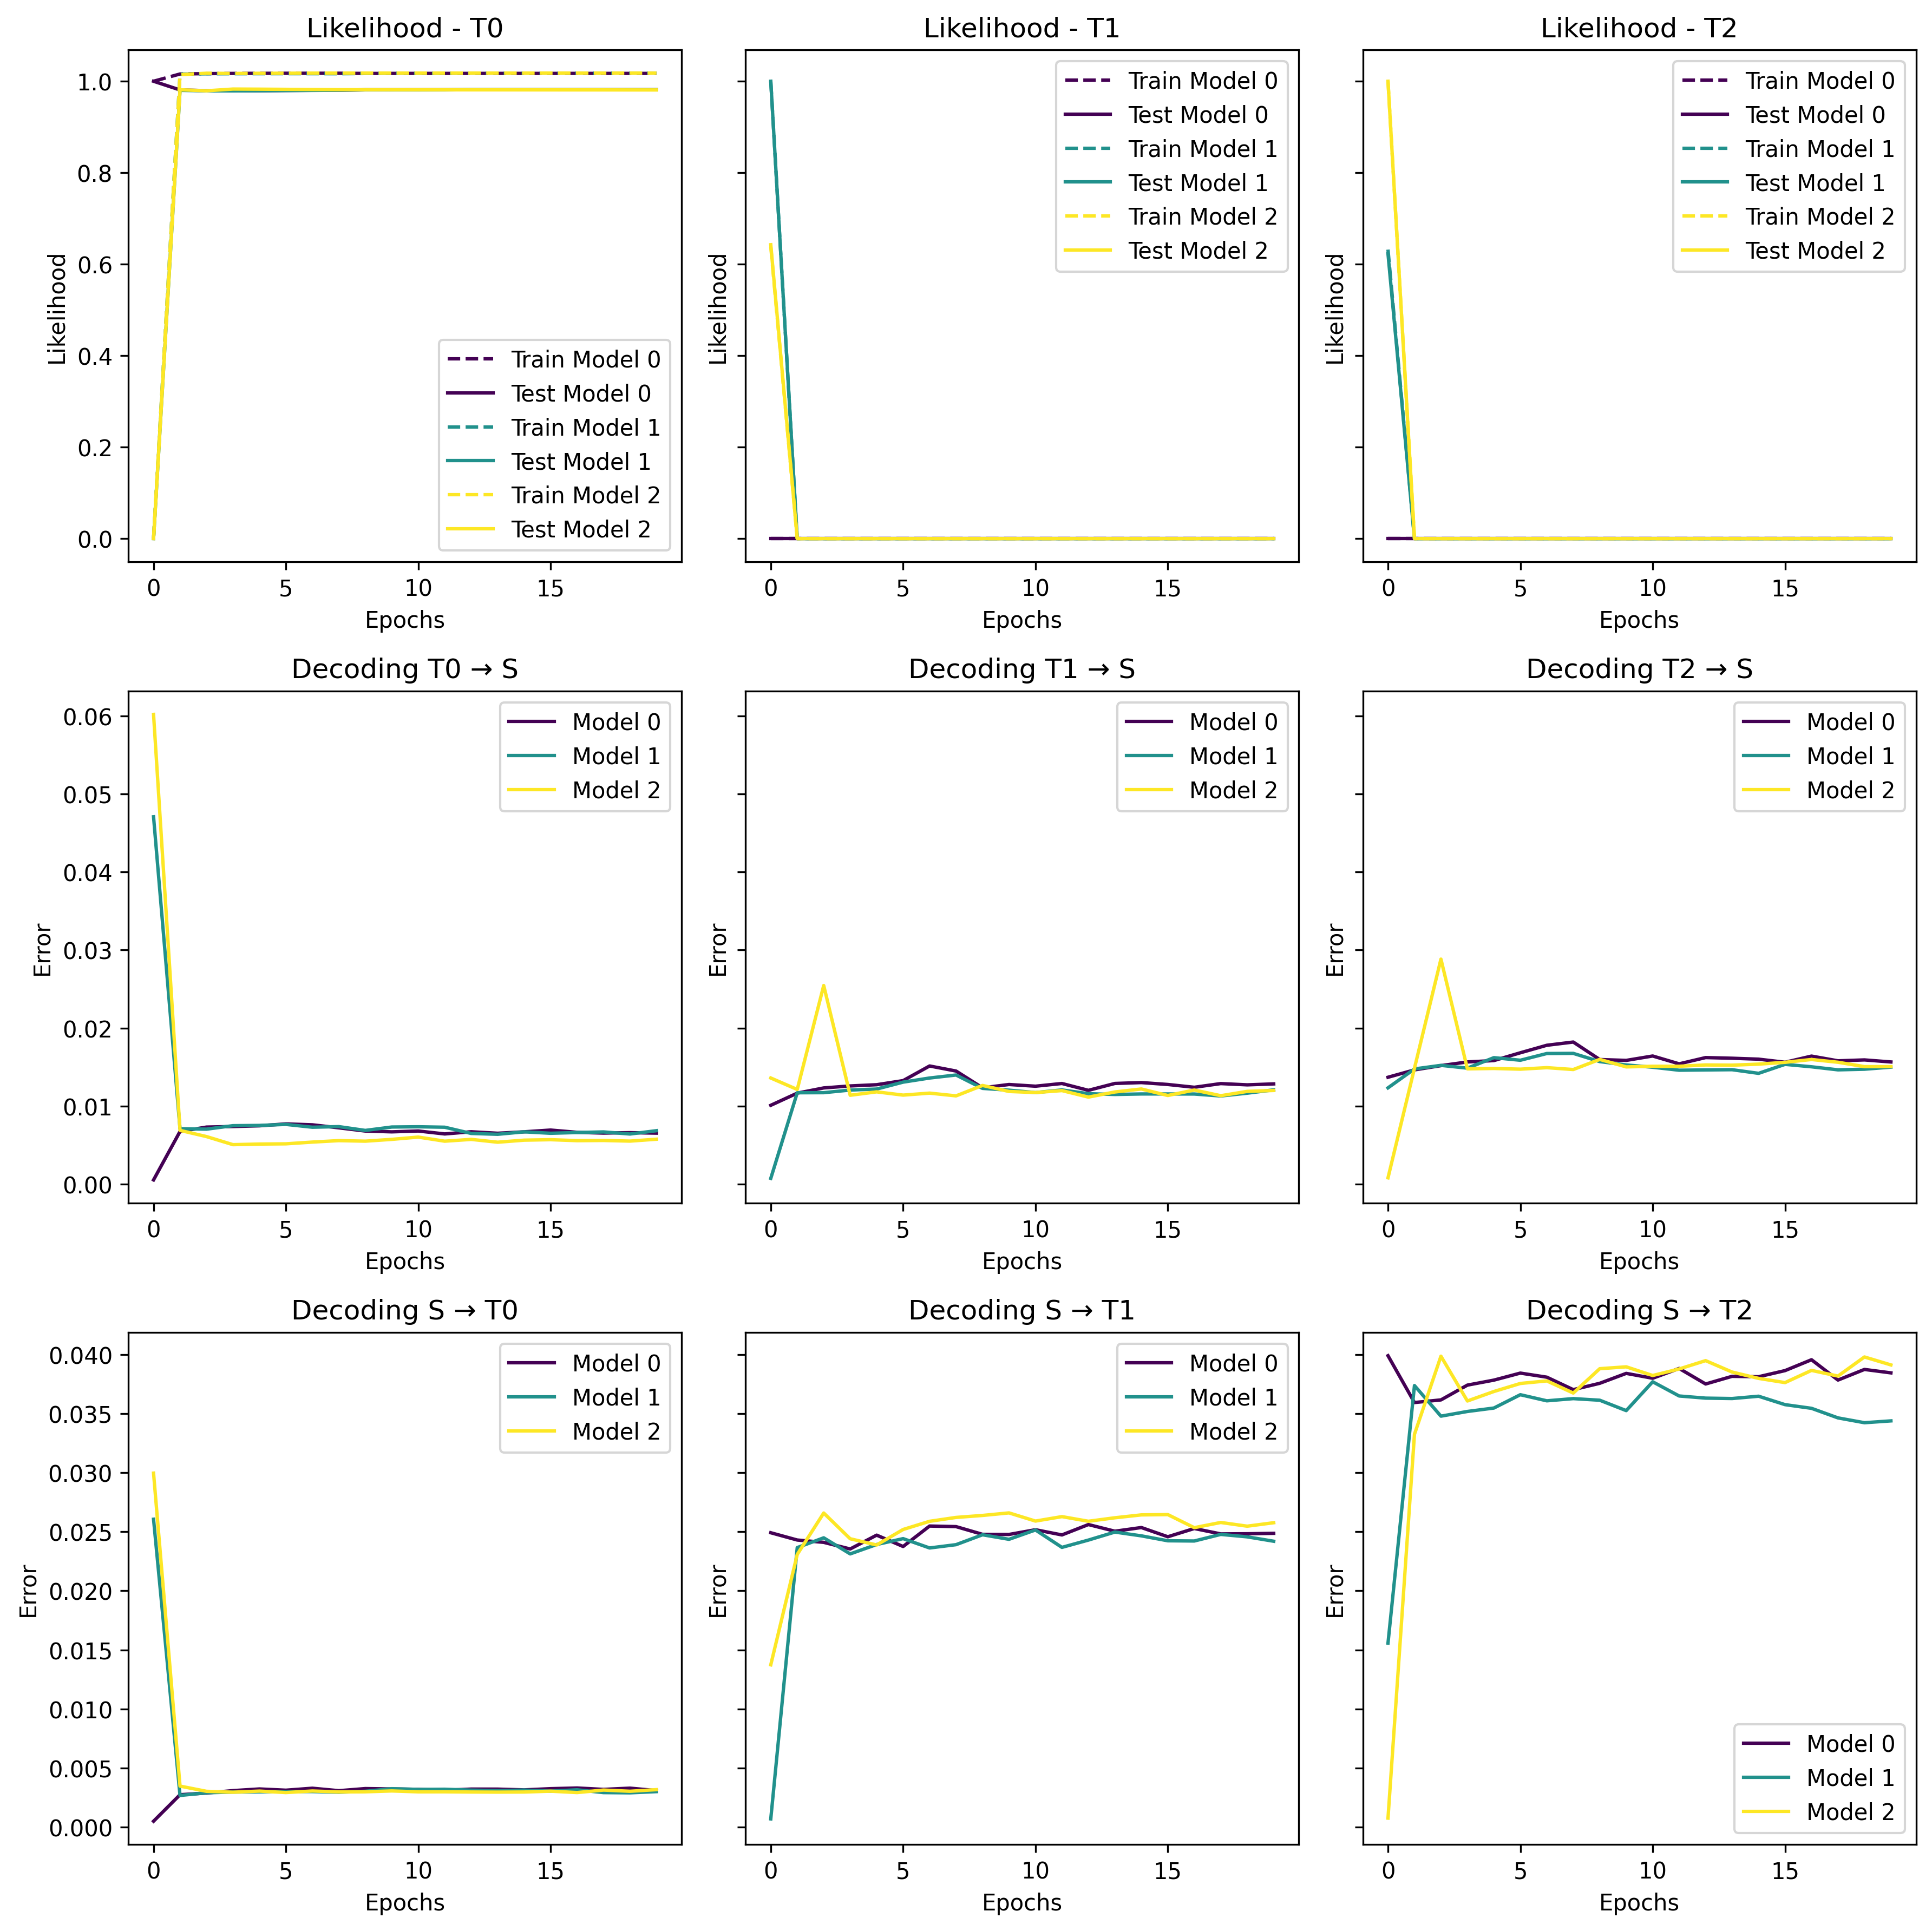 Likelihood - T0
Likelihood
1.0
0.8
0.6
0.4
0.2
0.0
Train Model 0
Test Model 0
Train Model 1
Test Model 1
Train Model 2
Test Model 2
0 5 10 15
Epochs
Likelihood - T1
Likelihood
Train Model 0
Test Model 0
Train Model 1
Test Model 1
Train Model 2
Test Model 2
0 5 10 15
Epochs
Likelihood - T2
Likelihood
Train Model 0
Test Model 0
Train Model 1
Test Model 1
Train Model 2
Test Model 2
0 5 10 15
Epochs
Decoding T0 → S
Error
0.06
0.05
0.04
0.03
0.02
0.01
0.00
Model 0
Model 1
Model 2
0 5 10 15
Epochs
Decoding T1 → S
Error
Model 0
Model 1
Model 2
0 5 10 15
Epochs
Decoding T2 → S
Error
Model 0
Model 1
Model 2
0 5 10 15
Epochs
Decoding S → T0
Error
0.040
0.035
0.030
0.025
0.020
0.015
0.010
0.005
0.000
Model 0
Model 1
Model 2
0 5 10 15
Epochs
Decoding S → T1
Error
Model 0
Model 1
Model 2
0 5 10 15
Epochs
Decoding S → T2
Error
Model 0
Model 1
Model 2
0 5 10 15
Epochs